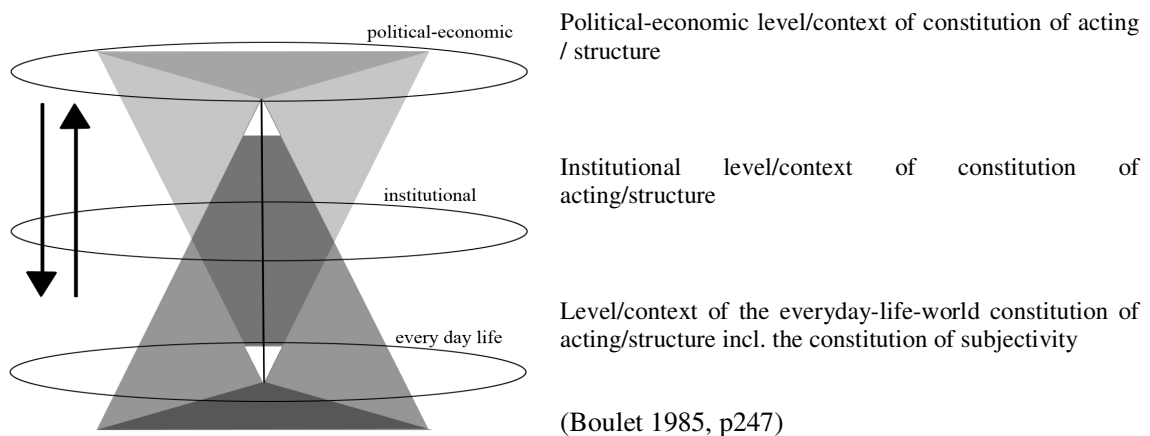 political-economic
institutional
every day life
Political-economic level/context of constitution of acting
/ structure
Institutional level/context of constitution of
acting/structure
Level/context of the everyday-life-world constitution of
acting/structure incl. the constitution of subjectivity
(Boulet 1985, p247)